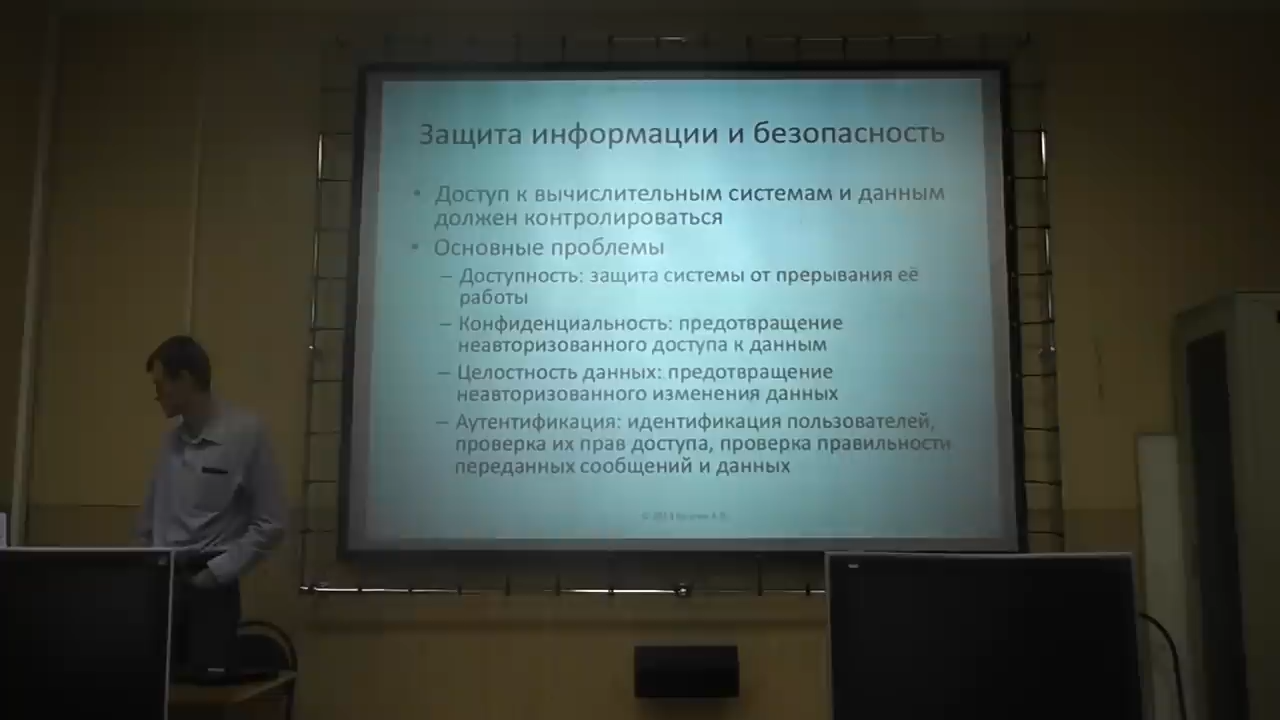 Защита информации и безопасность
• Доступ к вычислительным системам и данным
должен контролироваться
• Основные проблемы
– Доступность: защита системы от прерывания её
работы
– Конфиденциальность: предотвращение
неавторизованного доступа к данным
– Целостность данных: предотвращение
неавторизованного изменения данных
– Аутентификация: идентификация пользователей,
проверка их прав доступа, проверка правильности
переданных сообщений и данных